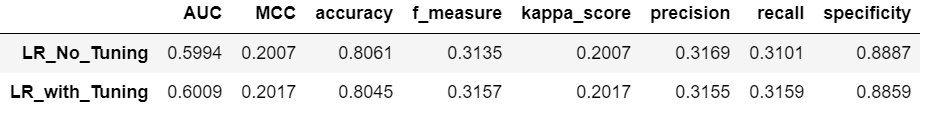 AUC MCC accuracy f_measure kappa_score precision recall specificity
LR_No_Tuning 0.5994 0.2007 0.8061 0.3135 0.2007 0.3169 0.3101 0.8887
LR_with_Tuning 0.6009 0.2017 0.8045 0.3157 0.2017 0.3155 0.3159 0.8859